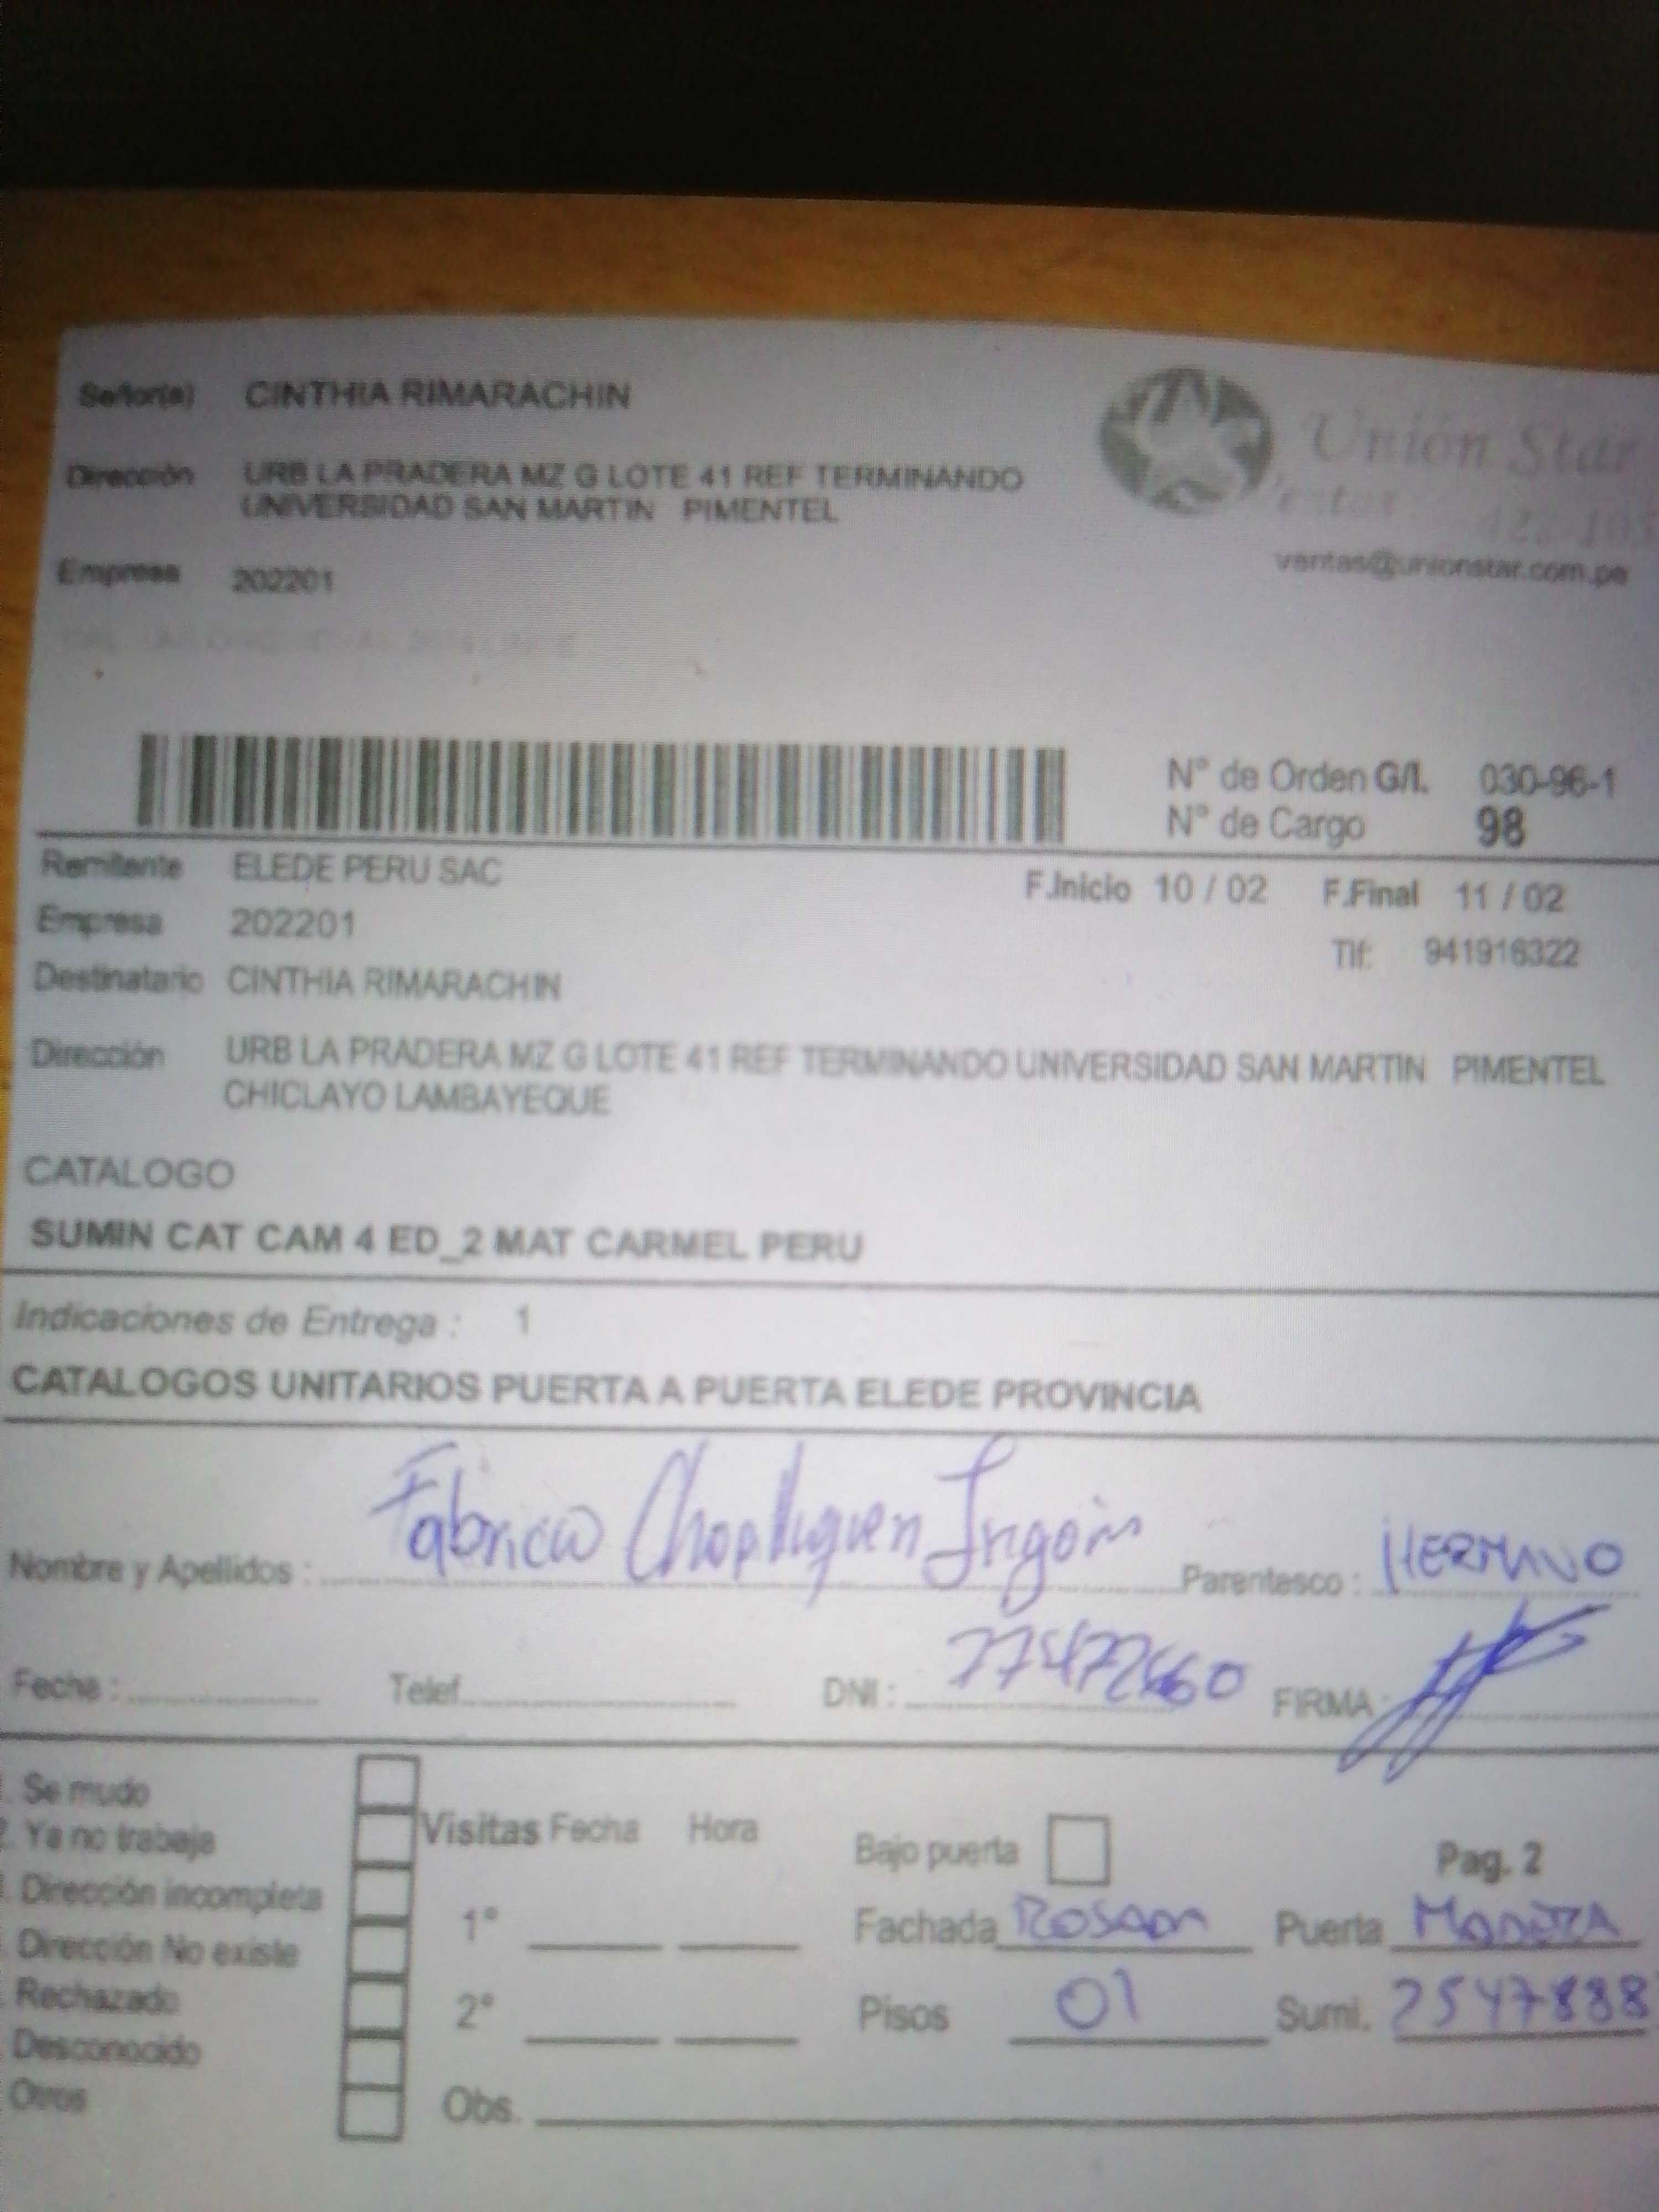 Señor(a) CINTHIA RIMARACHIN
Dirección URB LA PRADERA MZ G LOTE 41 REF TERMINANDO
UNIVERSIDAD SAN MARTIN PIMENTEL
Unión Star
Empresa 202201
ventas@unionstar.com.pe
N° de Orden G/I. 030-96-1
N° de Cargo 98
Remitente ELEDE PERU SAC
F.Inicio 10 / 02 F.Final 11 / 02
Empresa 202201
Tlf: 941916322
Destinatario CINTHIA RIMARACHIN
Dirección URB LA PRADERA MZ G LOTE 41 REF TERMINANDO UNIVERSIDAD SAN MARTIN PIMENTEL
CHICLAYO LAMBAYEQUE
CATALOGO
SUMIN CAT CAM 4 ED_2 MAT CARMEL PERU
Indicaciones de Entrega : 1
CATALOGOS UNITARIOS PUERTA A PUERTA ELEDE PROVINCIA
Nombre y Apellidos : Fabricio Parentesco : HERMANO
Fecha : Telef. DNI : FIRMA :
Se mudo
Ya no trabaja
Dirección incompleta
Dirección No existe
Rechazado
Desconocido
Otros
Visitas Fecha Hora
1°
2°
Obs.
Bajo puerta Pag. 2
Fachada ROSADA Puerta MADERA
Pisos 01 Sumi. 2547888